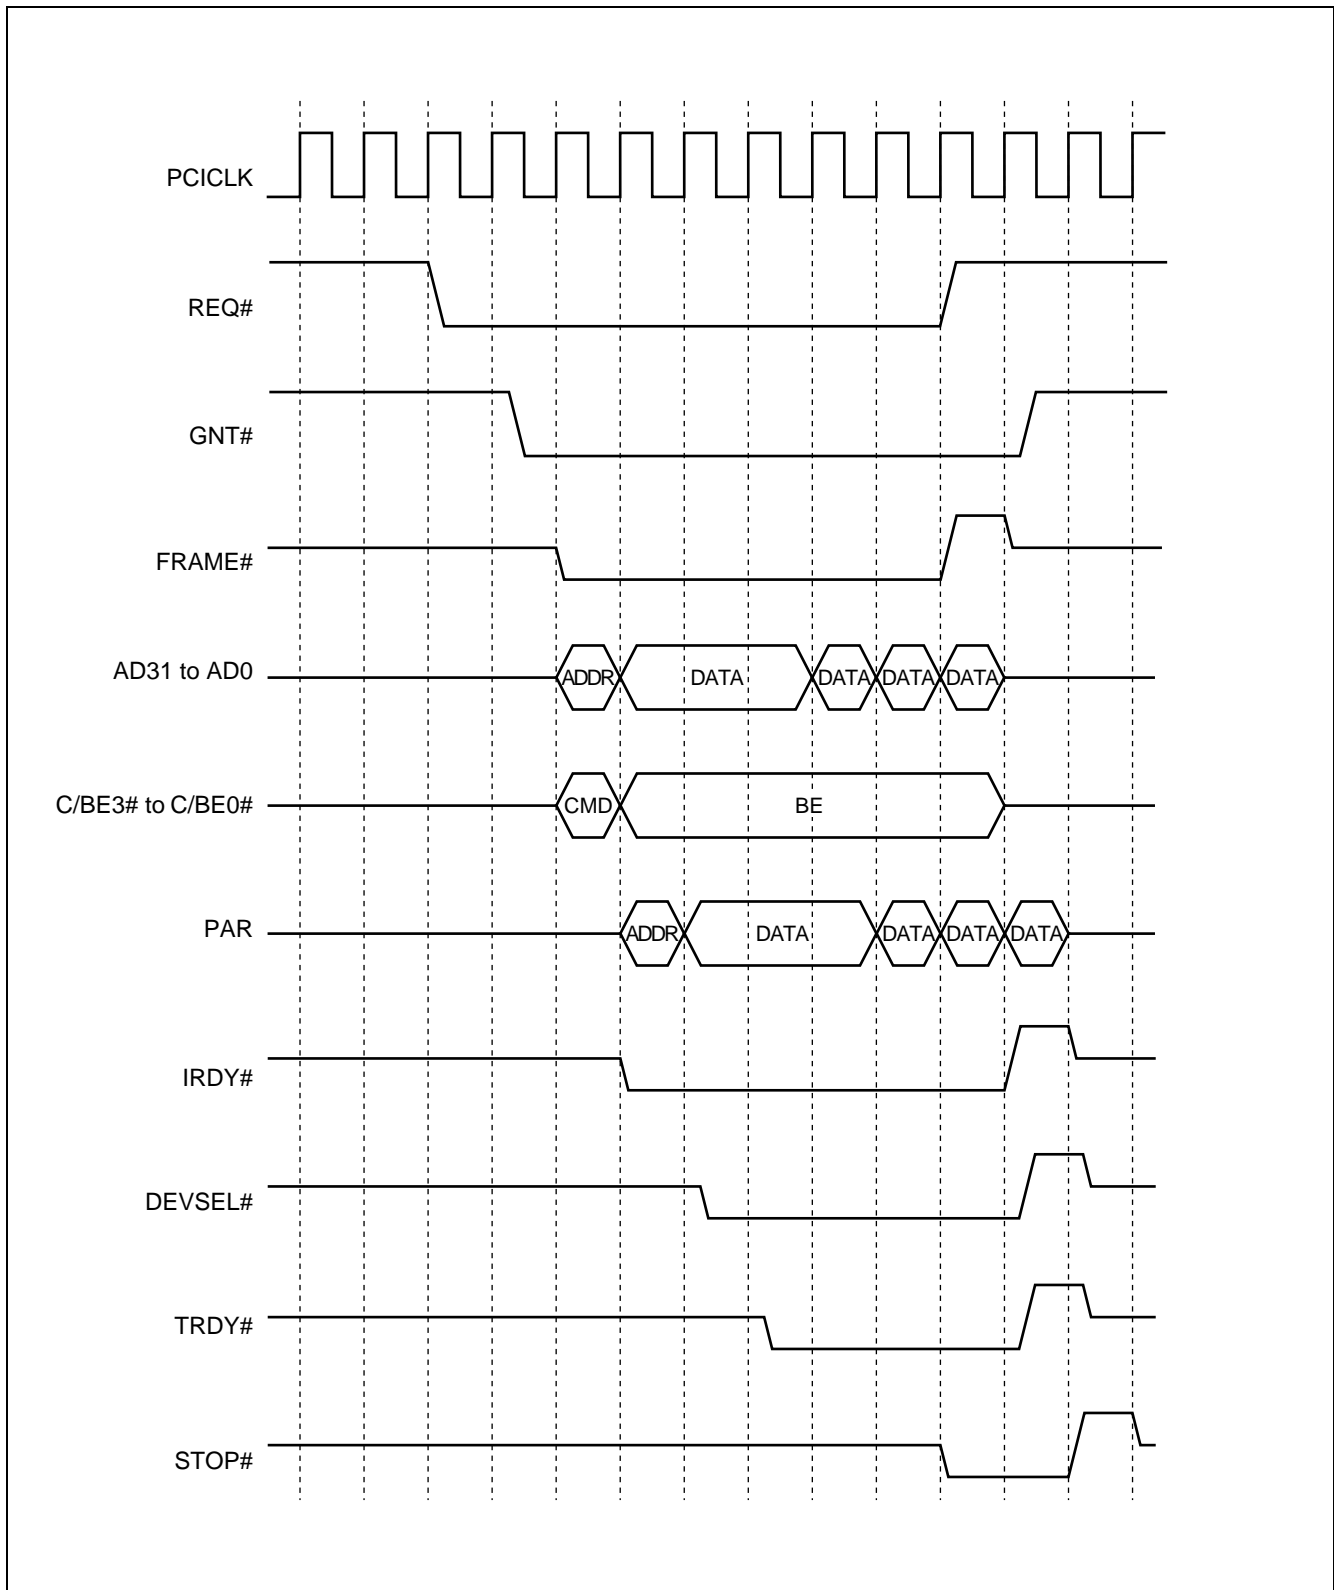 PCICLK
REQ#
GNT#
FRAME#
AD31 to AD0 ADDR DATA DATA DATA DATA
C/BE3# to C/BE0# CMD BE
PAR ADDR DATA DATA DATA DATA
IRDY#
DEVSEL#
TRDY#
STOP#